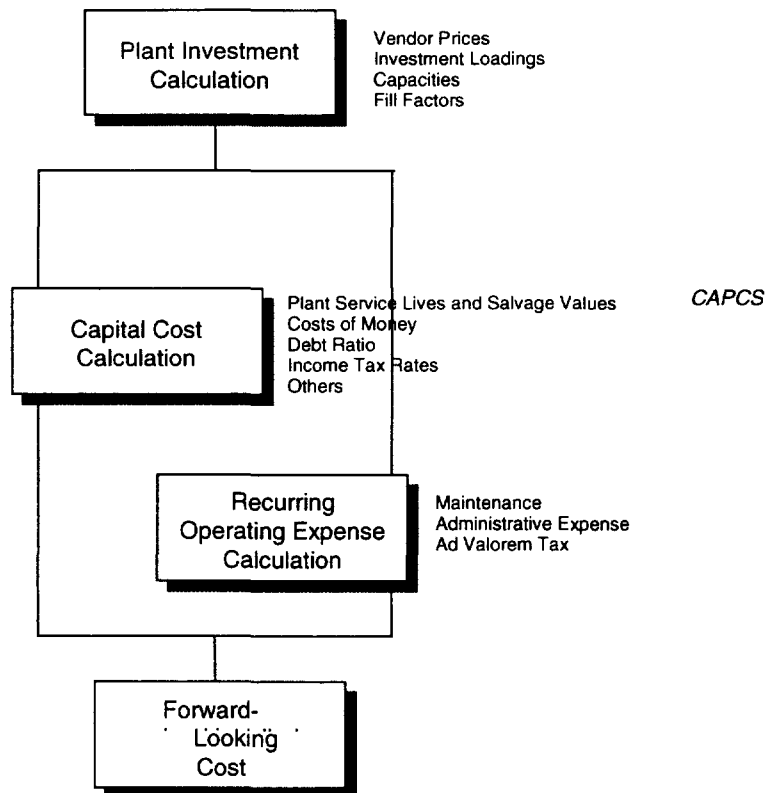 Plant Investment
Calculation
Vendor Prices
Investment Loadings
Capacities
Fill Factors
Capital Cost
Calculation
Plant Service Lives and Salvage Values
Costs of Money
Debt Ratio
Income Tax Rates
Others
CAPCS
Recurring
Operating Expense
Calculation
Maintenance
Administrative Expense
Ad Valorem Tax
Forward-
Looking
Cost